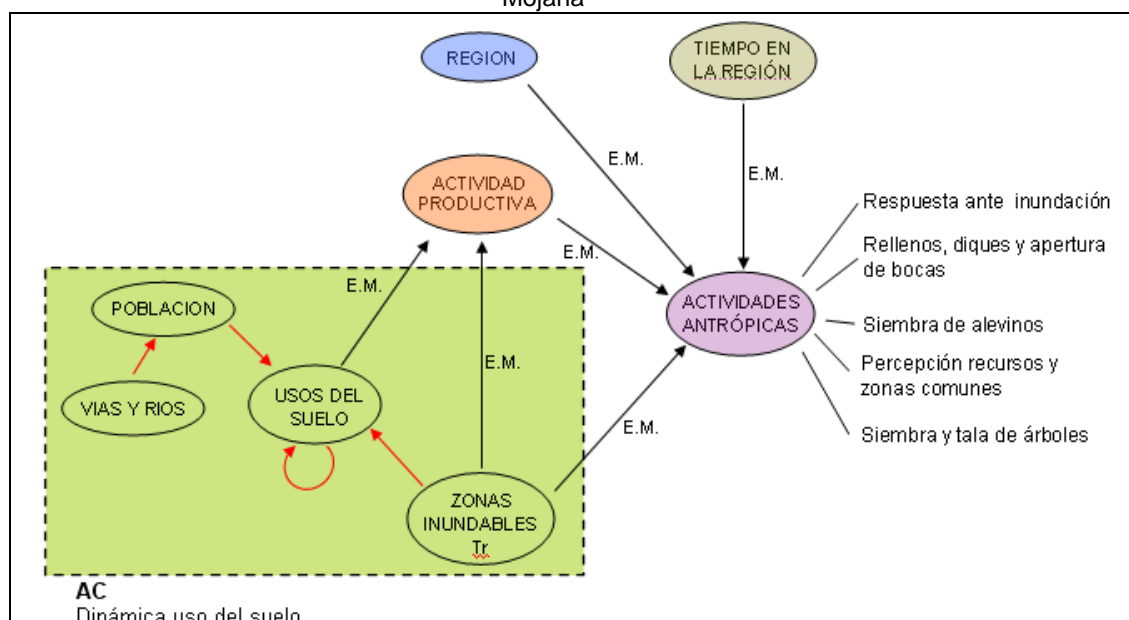 Mojana
REGION
TIEMPO EN
LA REGIÓN
E.M.
E.M.
ACTIVIDAD
PRODUCTIVA
Respuesta ante inundación
E.M.
Rellenos, diques y apertura
de bocas
E.M.
POBLACION
ACTIVIDADES
ANTRÓPICAS
Siembra de alevinos
E.M.
Percepción recursos y
zonas comunes
VIAS Y RIOS
USOS DEL
SUELO
E.M.
Siembra y tala de árboles
ZONAS
INUNDABLES
Tr
AC
Dinámica uso del suelo